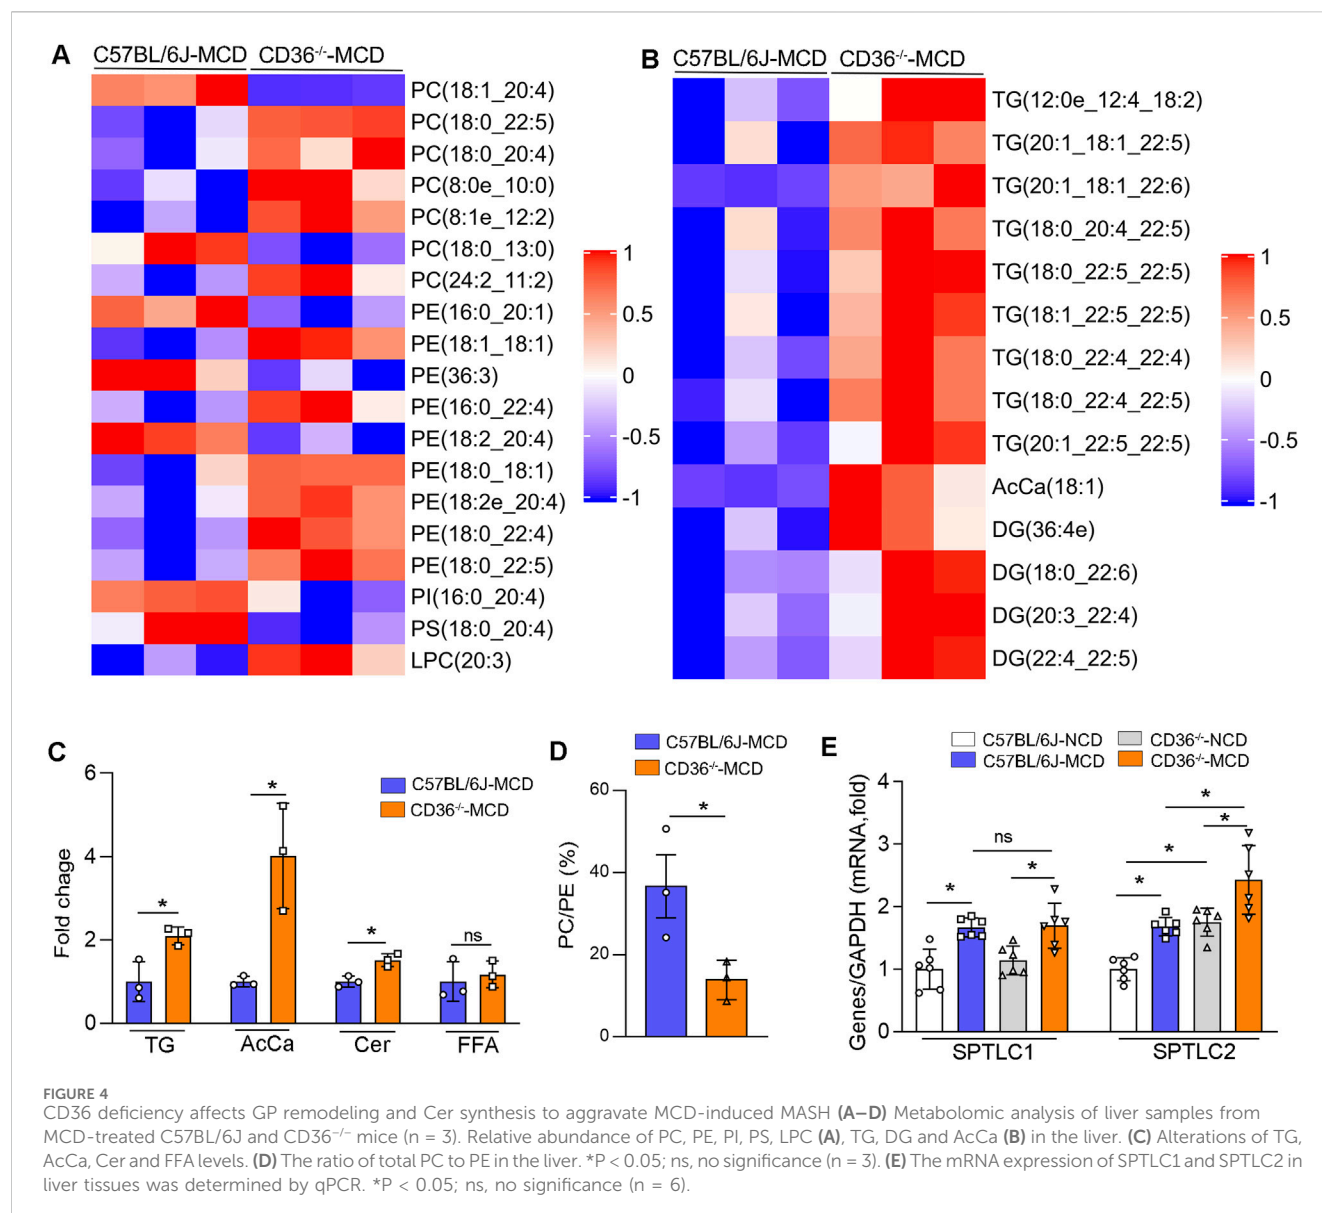 A
C57BL/6J-MCD CD36-/--MCD
PC(18:1_20:4)
PC(18:0_22:5)
PC(18:0_20:4)
PC(8:0e_10:0)
PC(8:1e_12:2)
PC(18:0_13:0)
PC(24:2_11:2)
PE(16:0_20:1)
PE(18:1_18:1)
PE(36:3)
PE(16:0_22:4)
PE(18:2_20:4)
PE(18:0_18:1)
PE(18:2e_20:4)
PE(18:0_22:4)
PE(18:0_22:5)
PI(16:0_20:4)
PS(18:0_20:4)
LPC(20:3)
1
0.5
0
-0.5
-1
B
C57BL/6J-MCD CD36-/--MCD
TG(12:0e_12:4_18:2)
TG(20:1_18:1_22:5)
TG(20:1_18:1_22:6)
TG(18:0_20:4_22:5)
TG(18:0_22:5_22:5)
TG(18:1_22:5_22:5)
TG(18:0_22:4_22:4)
TG(18:0_22:4_22:5)
TG(20:1_22:5_22:5)
AcCa(18:1)
DG(36:4e)
DG(18:0_22:6)
DG(20:3_22:4)
DG(22:4_22:5)
1
0.5
0
-0.5
-1
C
C57BL/6J-MCD
CD36-/--MCD
Fold chage
6
4
2
0
* * * ns
TG AcCa Cer FFA
D
C57BL/6J-MCD
CD36-/--MCD
PC/PE (%)
60
40
20
0
*
E
C57BL/6J-NCD CD36-/--NCD
C57BL/6J-MCD CD36-/--MCD
Genes/GAPDH (mRNA,fold)
4
3
2
1
0
* ns * * * * *
SPTLC1 SPTLC2
FIGURE 4
CD36 deficiency affects GP remodeling and Cer synthesis to aggravate MCD-induced MASH (A–D) Metabolomic analysis of liver samples from
MCD-treated C57BL/6J and CD36−/− mice (n = 3). Relative abundance of PC, PE, PI, PS, LPC (A), TG, DG and AcCa (B) in the liver. (C) Alterations of TG,
AcCa, Cer and FFA levels. (D) The ratio of total PC to PE in the liver. *P < 0.05; ns, no significance (n = 3). (E) The mRNA expression of SPTLC1 and SPTLC2 in
liver tissues was determined by qPCR. *P < 0.05; ns, no significance (n = 6).